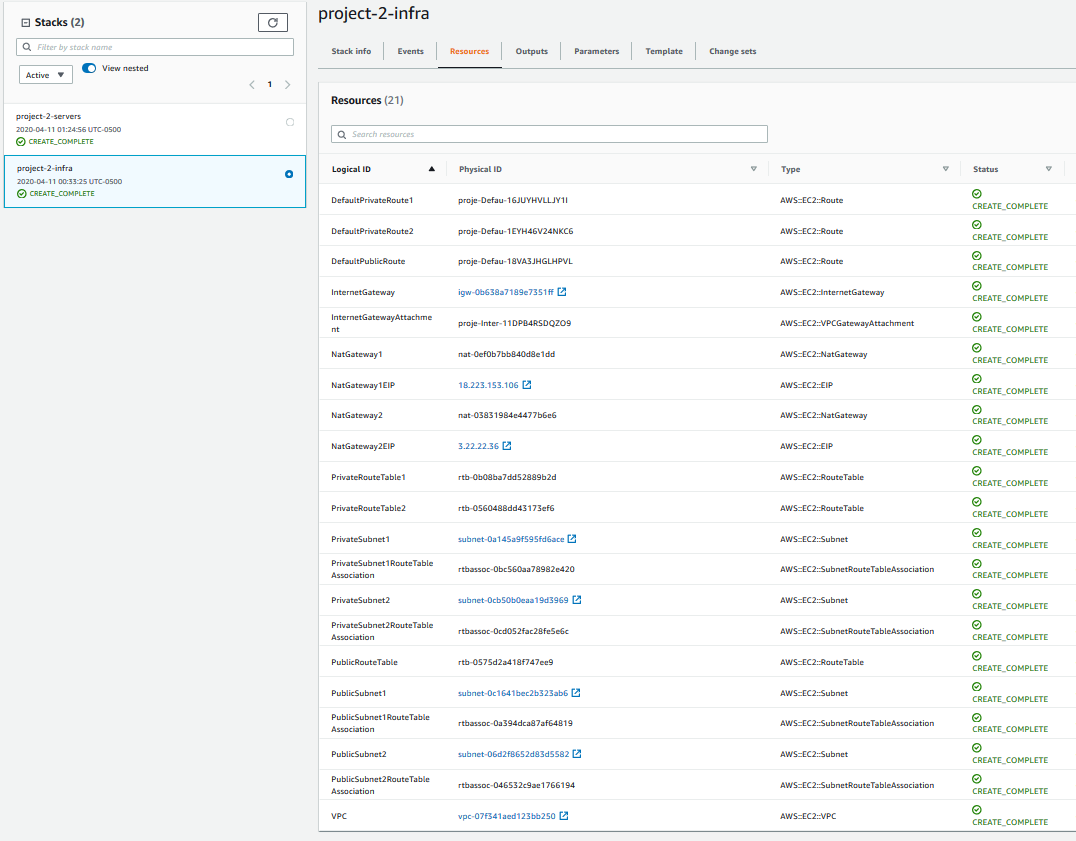 Stacks (2)
Filter by stack name
Active
View nested
1
project-2-servers
2020-04-11 01:24:56 UTC-0500
CREATE_COMPLETE
project-2-infra
2020-04-11 00:33:25 UTC-0500
CREATE_COMPLETE
project-2-infra
Stack info Events Resources Outputs Parameters Template Change sets
Resources (21)
Search resources
Logical ID Physical ID Type Status
DefaultPrivateRoute1 proje-Defau-16JUYHVLLJY1I AWS::EC2::Route CREATE_COMPLETE
DefaultPrivateRoute2 proje-Defau-1EYH46V24NKC6 AWS::EC2::Route CREATE_COMPLETE
DefaultPublicRoute proje-Defau-18VA3JHGLHPVL AWS::EC2::Route CREATE_COMPLETE
InternetGateway igw-0b638a7189e7351ff AWS::EC2::InternetGateway CREATE_COMPLETE
InternetGatewayAttachme
nt proje-Inter-11DPB4RSDQZO9 AWS::EC2::VPCGatewayAttachment CREATE_COMPLETE
NatGateway1 nat-0ef0b7bb840d8e1dd AWS::EC2::NatGateway CREATE_COMPLETE
NatGateway1EIP 18.223.153.106 AWS::EC2::EIP CREATE_COMPLETE
NatGateway2 nat-03831984e4477b6e6 AWS::EC2::NatGateway CREATE_COMPLETE
NatGateway2EIP 3.22.22.36 AWS::EC2::EIP CREATE_COMPLETE
PrivateRouteTable1 rtb-0b08ba7dd52889b2d AWS::EC2::RouteTable CREATE_COMPLETE
PrivateRouteTable2 rtb-0560488dd43173ef6 AWS::EC2::RouteTable CREATE_COMPLETE
PrivateSubnet1 subnet-0a145a9f595fd6ace AWS::EC2::Subnet CREATE_COMPLETE
PrivateSubnet1RouteTable
Association rtbassoc-0bc560aa78982e420 AWS::EC2::SubnetRouteTableAssociation CREATE_COMPLETE
PrivateSubnet2 subnet-0cb50b0eaa19d3969 AWS::EC2::Subnet CREATE_COMPLETE
PrivateSubnet2RouteTable
Association rtbassoc-0cd052fac28fe5e6c AWS::EC2::SubnetRouteTableAssociation CREATE_COMPLETE
PublicRouteTable rtb-0575d2a418f747ee9 AWS::EC2::RouteTable CREATE_COMPLETE
PublicSubnet1 subnet-0c1641bec2b323ab6 AWS::EC2::Subnet CREATE_COMPLETE
PublicSubnet1RouteTable
Association rtbassoc-0a394dca87af64819 AWS::EC2::SubnetRouteTableAssociation CREATE_COMPLETE
PublicSubnet2 subnet-06d2f8652d83d5582 AWS::EC2::Subnet CREATE_COMPLETE
PublicSubnet2RouteTable
Association rtbassoc-046532c9ae1766194 AWS::EC2::SubnetRouteTableAssociation CREATE_COMPLETE
VPC vpc-07f341aed123bb250 AWS::EC2::VPC CREATE_COMPLETE